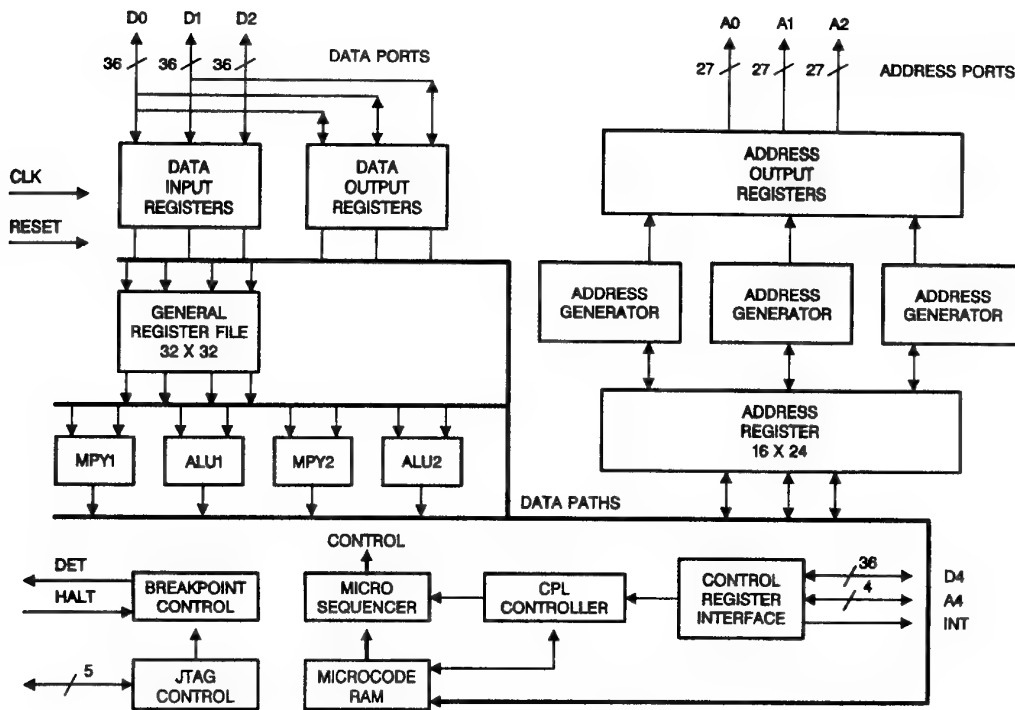 D0 D1 D2
36 36 36
DATA PORTS
A0 A1 A2
27 27 27
ADDRESS PORTS
CLK
RESET
DATA
INPUT
REGISTERS
DATA
OUTPUT
REGISTERS
ADDRESS
OUTPUT
REGISTERS
GENERAL
REGISTER FILE
32 X 32
ADDRESS
GENERATOR
ADDRESS
GENERATOR
ADDRESS
GENERATOR
MPY1
ALU1
MPY2
ALU2
ADDRESS
REGISTER
16 X 24
DATA PATHS
CONTROL
DET
HALT
BREAKPOINT
CONTROL
MICRO
SEQUENCER
CPL
CONTROLLER
CONTROL
REGISTER
INTERFACE
36
D4
4
A4
INT
5
JTAG
CONTROL
MICROCODE
RAM